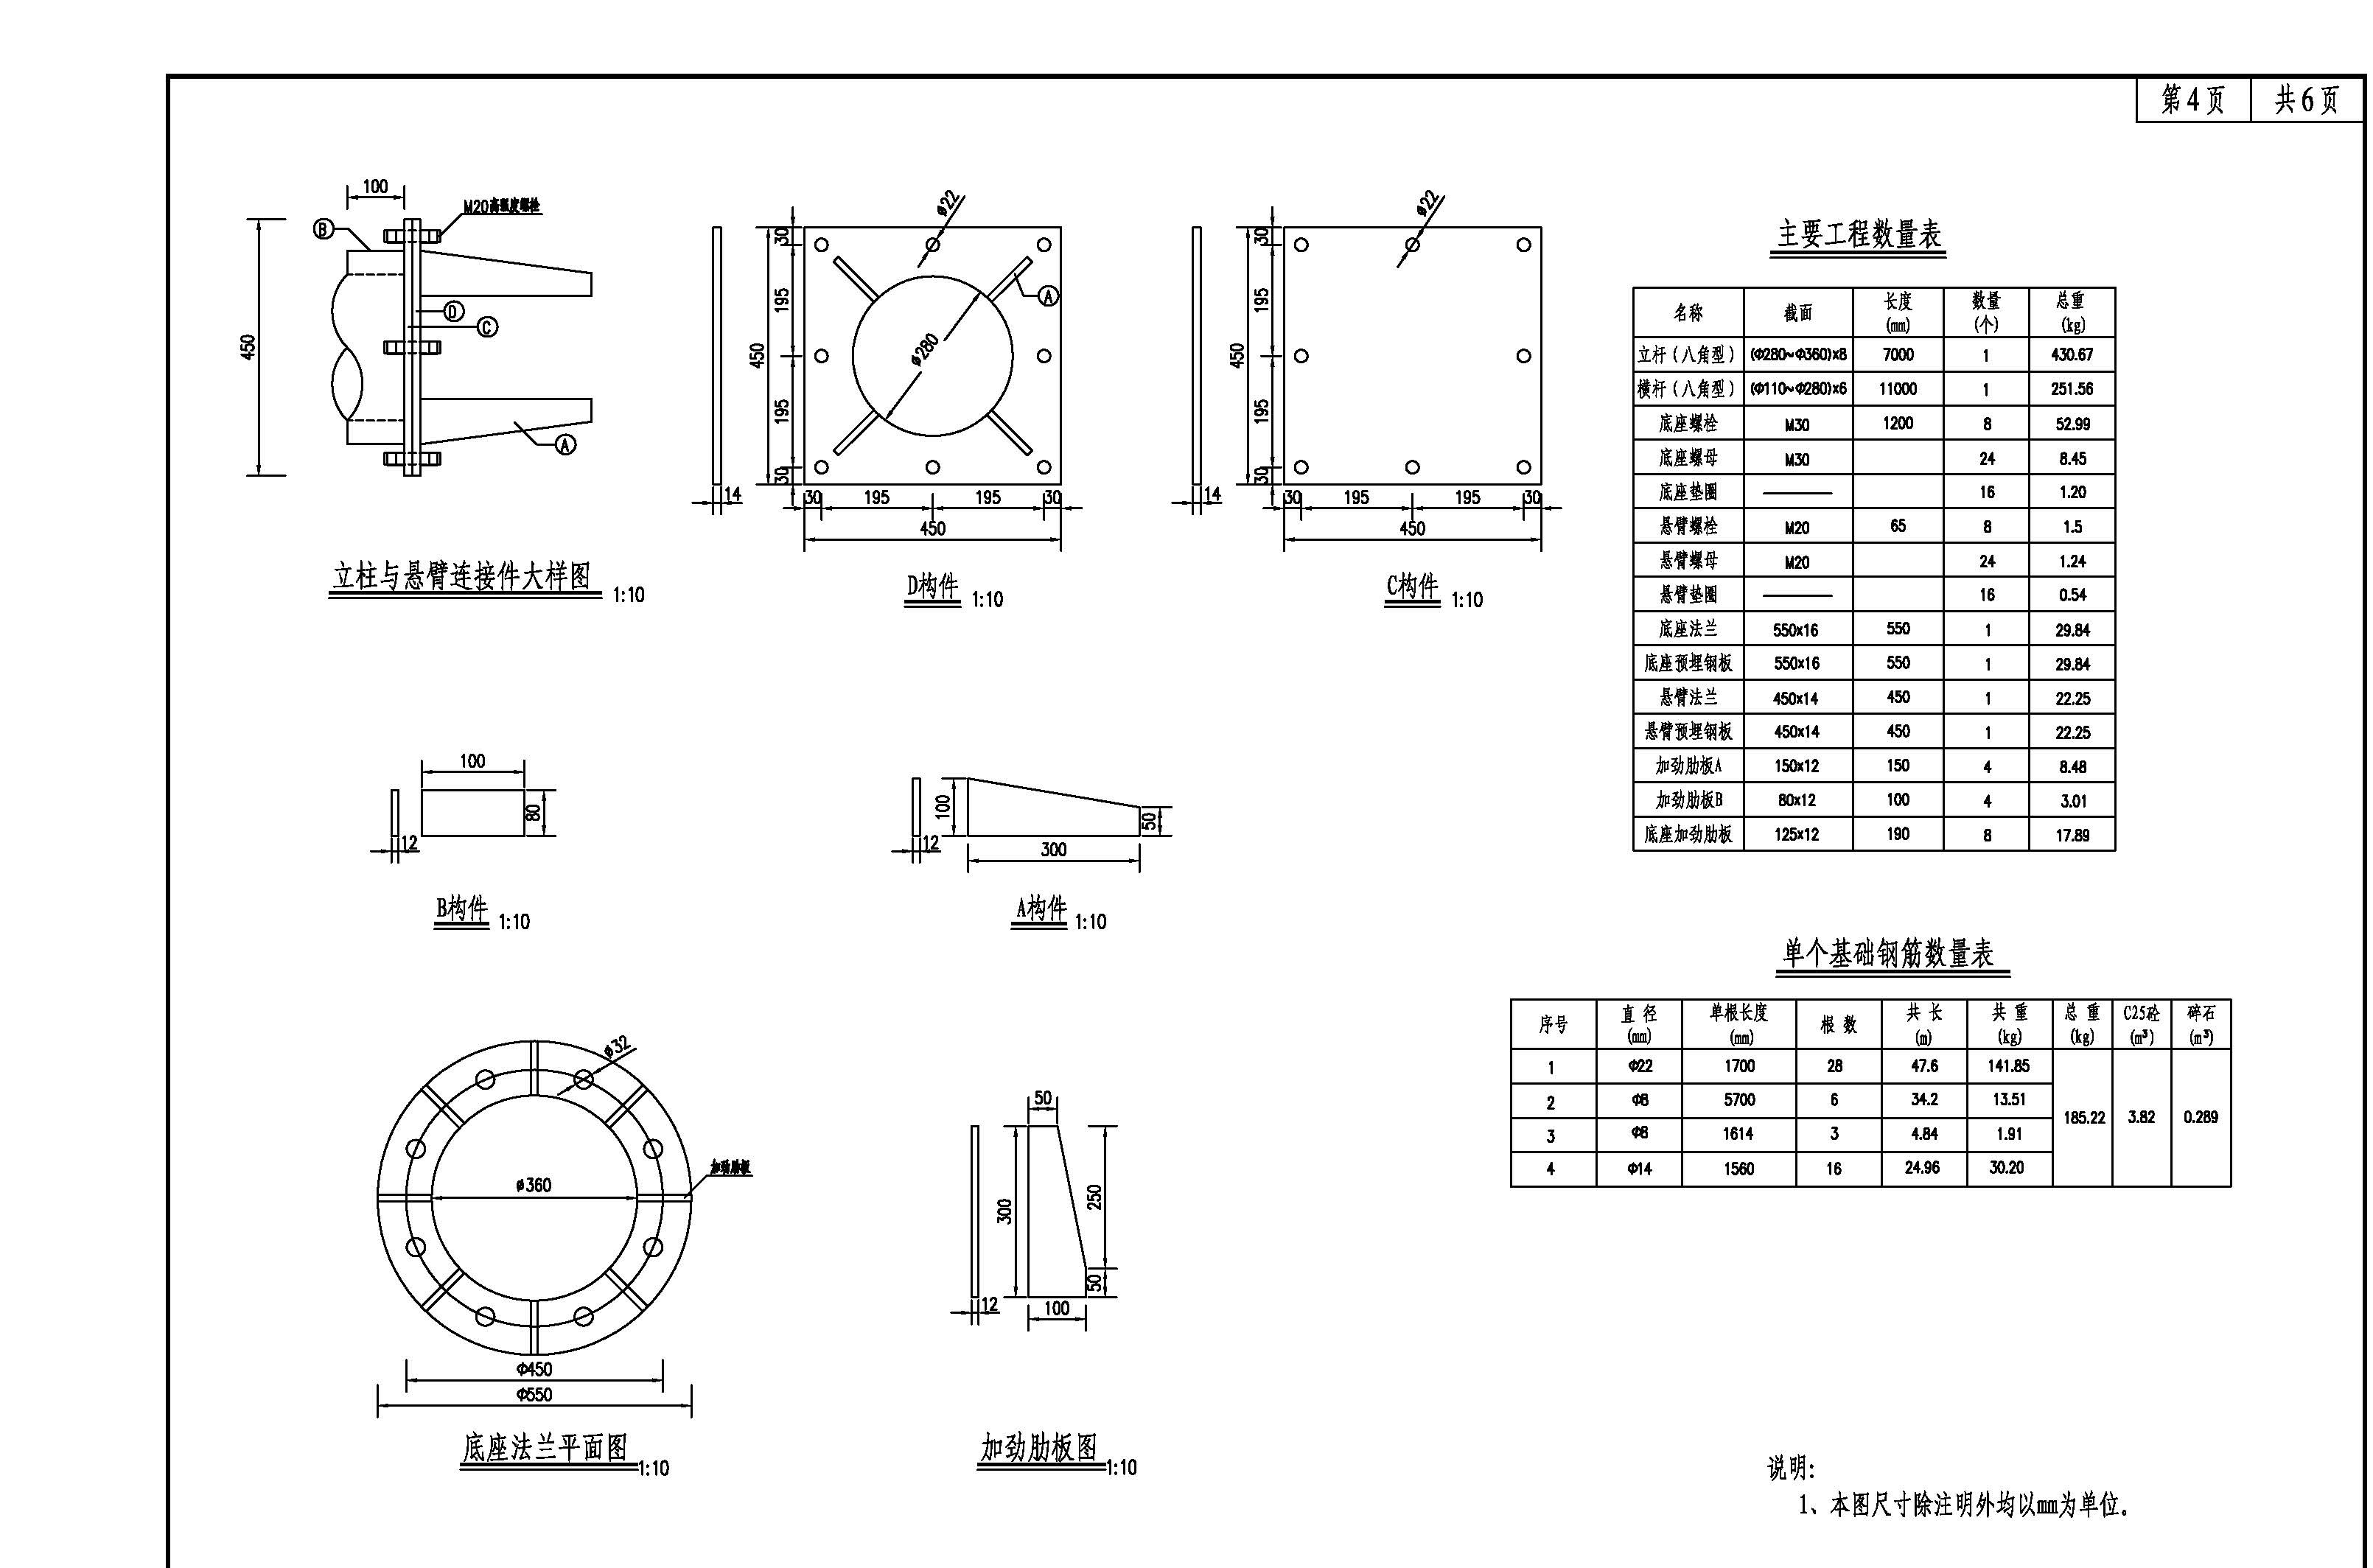 第4页 共6页
100
M20高强度螺栓
B
D
C
450
A
立柱与悬臂连接件大样图 1:10
ø22
30
195
450
195
30
A
ø280
14
30 195 195 30
450
D构件 1:10
ø22
30
195
450
195
30
14
30 195 195 30
450
C构件 1:10
主要工程数量表
名称 截面 长度(mm) 数量(个) 总重(kg)
立杆（八角型） (Φ280~Φ360)x8 7000 1 430.67
横杆（八角型） (Φ110~Φ280)x6 11000 1 251.56
底座螺栓 M30 1200 8 52.99
底座螺母 M30 24 8.45
底座垫圈 ——— 16 1.20
悬臂螺栓 M20 65 8 1.5
悬臂螺母 M20 24 1.24
悬臂垫圈 ——— 16 0.54
底座法兰 550x16 550 1 29.84
底座预埋钢板 550x16 550 1 29.84
悬臂法兰 450x14 450 1 22.25
悬臂预埋钢板 450x14 450 1 22.25
加劲肋板A 150x12 150 4 8.48
加劲肋板B 80x12 100 4 3.01
底座加劲肋板 125x12 190 8 17.89
100
80
12
B构件 1:10
100
50
12
300
A构件 1:10
单个基础钢筋数量表
序号 直径(mm) 单根长度(mm) 根数 共长(m) 共重(kg) 总重(kg) C25砼(m³) 碎石(m³)
1 Φ22 1700 28 47.6 141.85
2 Φ8 5700 6 34.2 13.51
185.22 3.82 0.289
3 Φ8 1614 3 4.84 1.91
4 Φ14 1560 16 24.96 30.20
ø32
加劲肋板
ø360
Φ450
Φ550
底座法兰平面图 1:10
50
300
250
50
12
100
加劲肋板图 1:10
说明:
1、本图尺寸除注明外均以mm为单位。